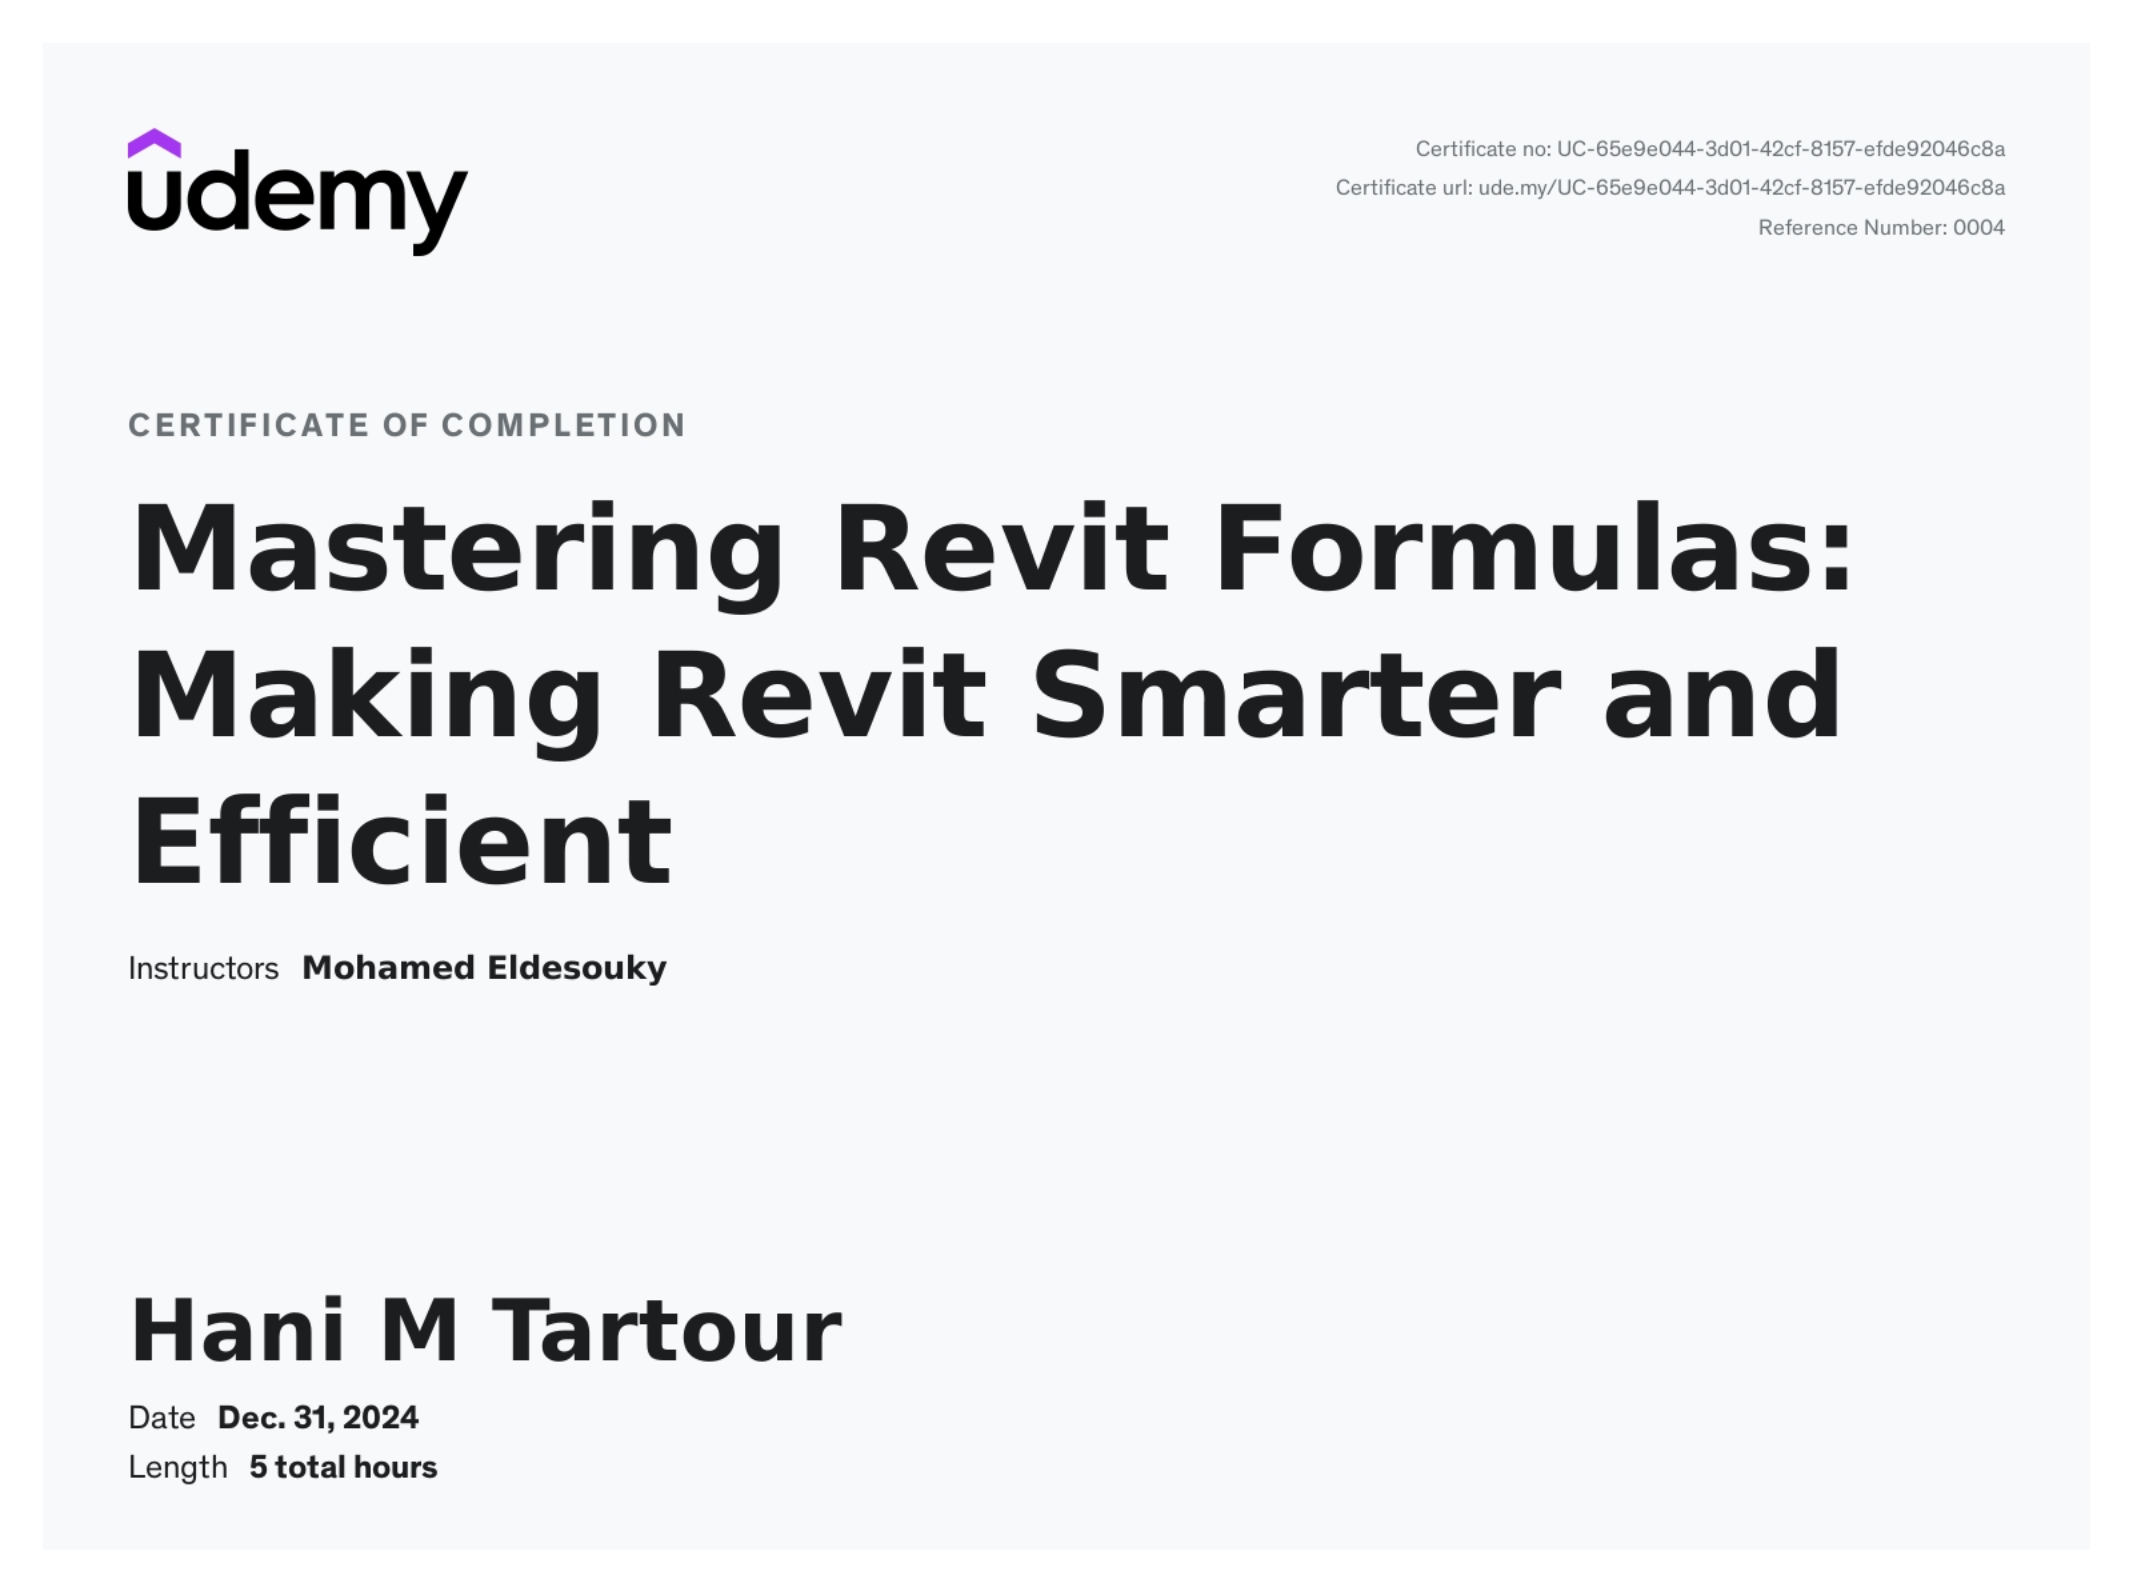 udemy
Certificate no: UC-65e9e044-3d01-42cf-8157-efde92046c8a
Certificate url: ude.my/UC-65e9e044-3d01-42cf-8157-efde92046c8a
Reference Number: 0004
CERTIFICATE OF COMPLETION
Mastering Revit Formulas:
Making Revit Smarter and
Efficient
Instructors Mohamed Eldesouky
Hani M Tartour
Date Dec. 31, 2024
Length 5 total hours